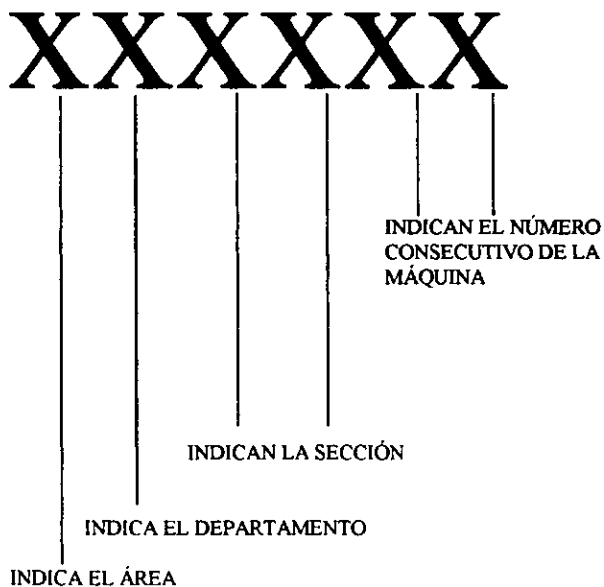 XXXXXX
INDICAN EL NÚMERO
CONSECUTIVO DE LA
MÁQUINA
INDICAN LA SECCIÓN
INDICA EL DEPARTAMENTO
INDICA EL ÁREA